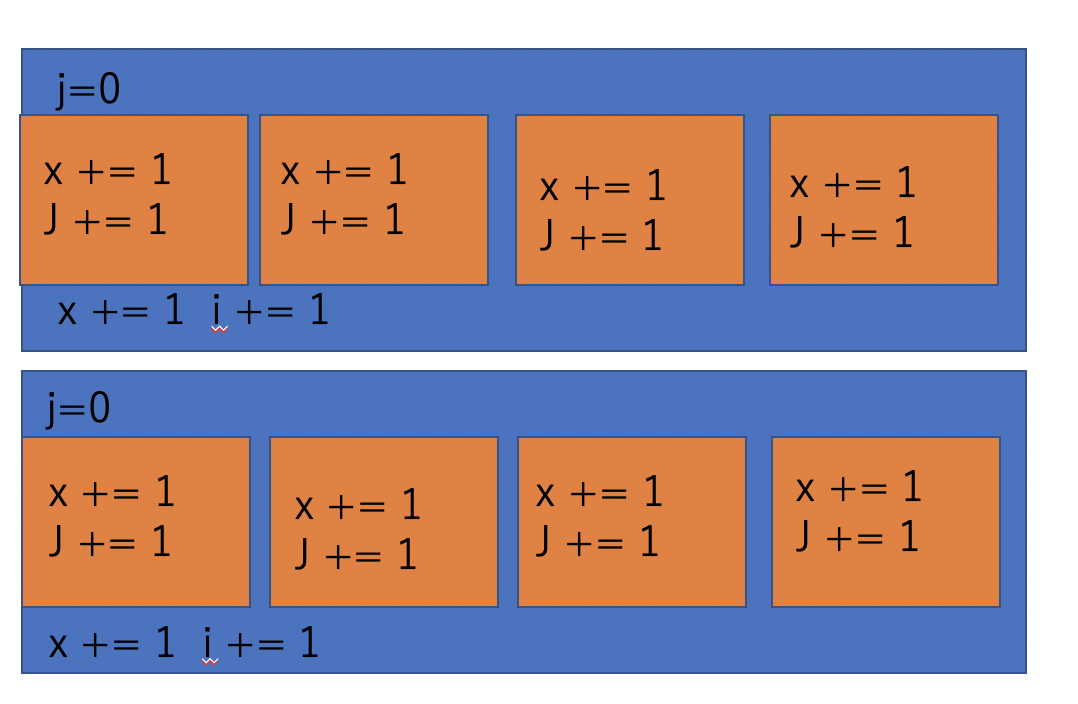 j=0
x += 1
J += 1
x += 1
J += 1
x += 1
J += 1
x += 1
J += 1
x += 1  i += 1
j=0
x += 1
J += 1
x += 1
J += 1
x += 1
J += 1
x += 1
J += 1
x += 1  i += 1